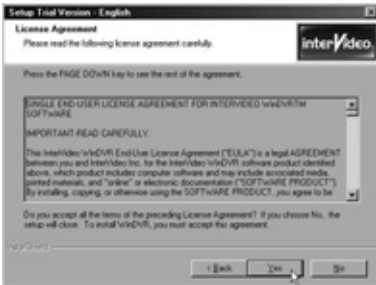 Setup Trial Version - English
License Agreement
Please read the following license agreement carefully.
InterVideo.
Press the PAGE DOWN key to see the rest of the agreement.
SINGLE END-USER LICENSE AGREEMENT FOR INTERVIDEO WinDVRTM
SOFTWARE
IMPORTANT-READ CAREFULLY:
This InterVideo WinDVR End-User License Agreement ("EULA") is a legal AGREEMENT
between you and InterVideo Inc. for the InterVideo WinDVR software product identified
above, which product includes computer software and may include associated media,
printed materials, and "online" or electronic documentation ("SOFTWARE PRODUCT").
By installing, copying, or otherwise using the SOFTWARE PRODUCT, you agree to be
Do you accept all the terms of the preceding License Agreement? If you choose No, the
setup will close. To install WinDVR, you must accept this agreement.
InstallShield
< Back
Yes
No